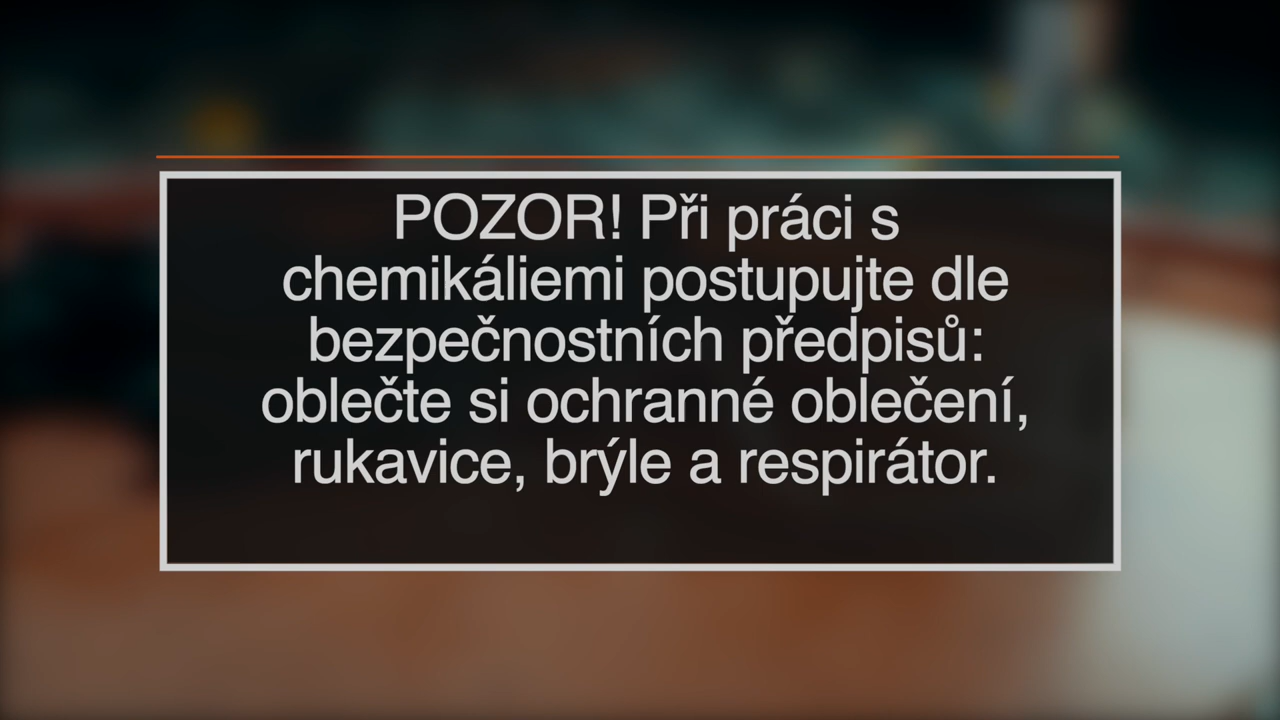 POZOR! Při práci s
chemikáliemi postupujte dle
bezpečnostních předpisů:
oblečte si ochranné oblečení,
rukavice, brýle a respirátor.